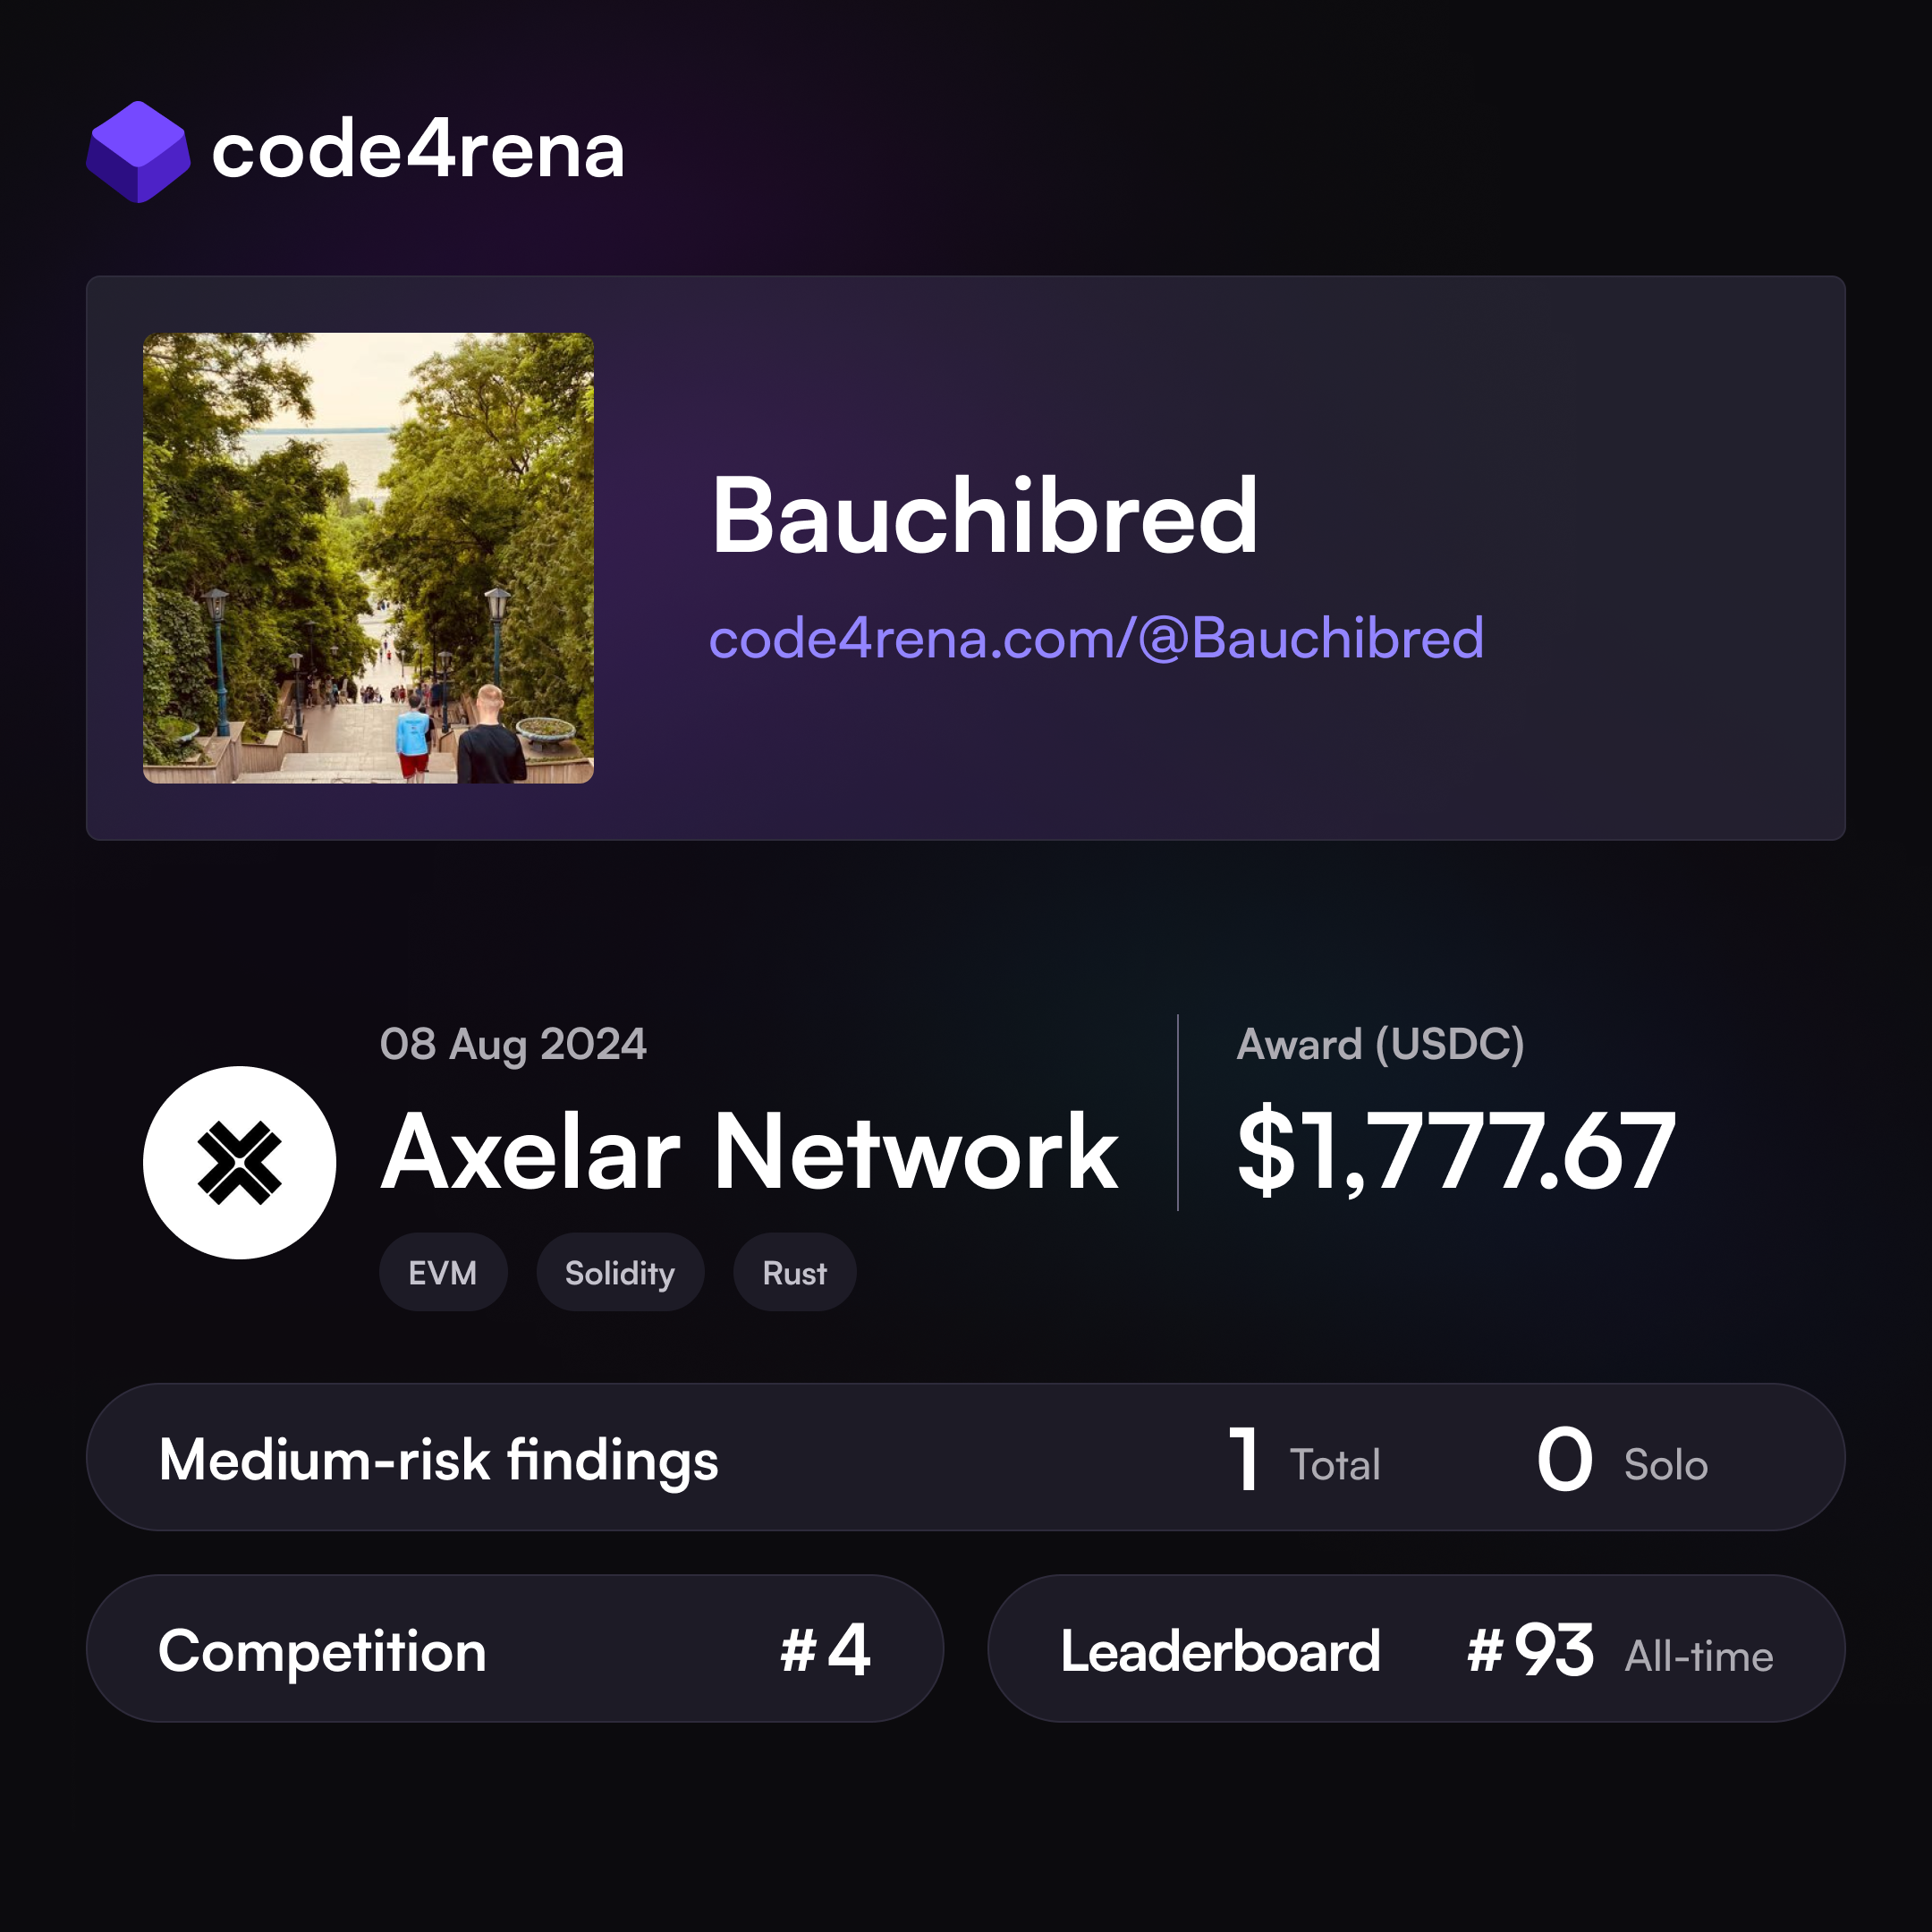 code4rena
Bauchibred
code4rena.com/@Bauchibred
08 Aug 2024
Axelar Network
EVM Solidity Rust
Award (USDC)
$1,777.67
Medium-risk findings 1 Total 0 Solo
Competition #4
Leaderboard #93 All-time